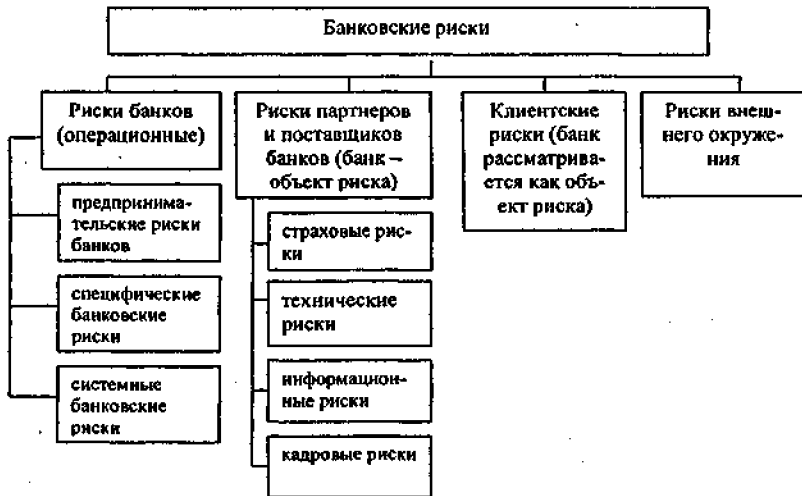 Банковские риски
Риски банков
(операционные)
предпринима-
тельские риски
банков
специфические
банковские
риски
системные
банковские
риски
Риски партнеров
и поставщиков
банков (банк –
объект риска)
страховые рис-
ки
технические
риски
информацион-
ные риски
кадровые риски
Клиентские
риски (банк
рассматрива-
ется как объ-
ект риска)
Риски внеш-
него окруже-
ния